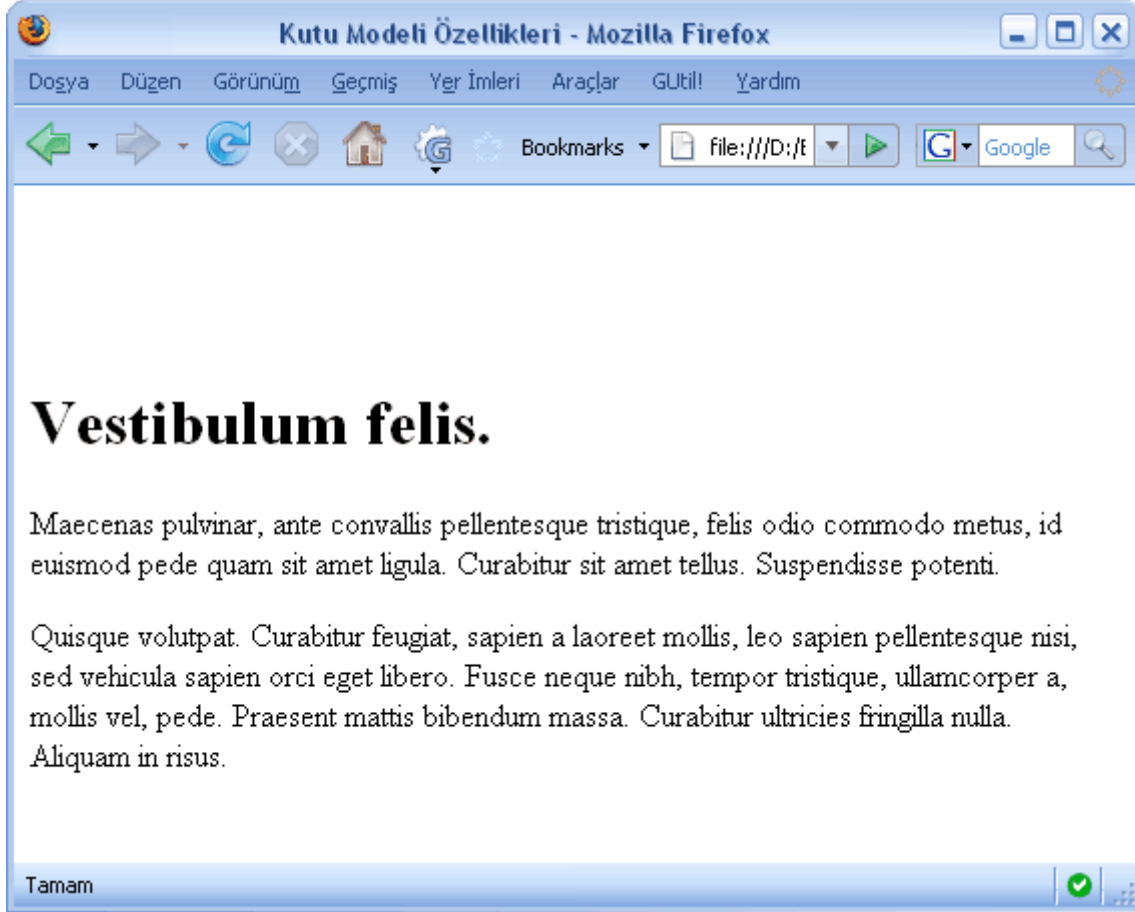 Kutu Modeli Özellikleri - Mozilla Firefox
Dosya Düzen Görünüm Geçmiş Yer İmleri Araçlar GUtil! Yardım
G Bookmarks file:///D:/E G Google
Vestibulum felis.
Maecenas pulvinar, ante convallis pellentesque tristique, felis odio commodo metus, id
euismod pede quam sit amet ligula. Curabitur sit amet tellus. Suspendisse potenti.
Quisque volutpat. Curabitur feugiat, sapien a laoreet mollis, leo sapien pellentesque nisi,
sed vehicula sapien orci eget libero. Fusce neque nibh, tempor tristique, ullamcorper a,
mollis vel, pede. Praesent mattis bibendum massa. Curabitur ultricies fringilla nulla.
Aliquam in risus.
Tamam